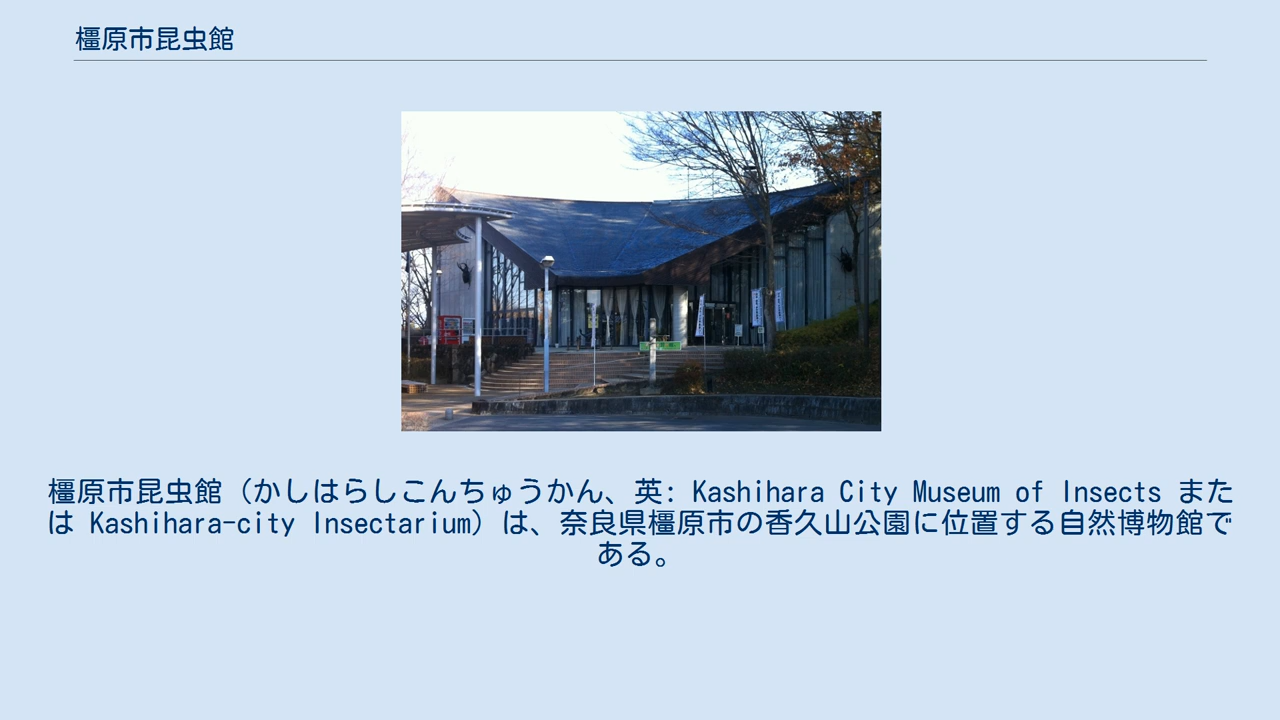 橿原市昆虫館
橿原市昆虫館（かしはらしこんちゅうかん、英: Kashihara City Museum of Insects また
は Kashihara-city Insectarium）は、奈良県橿原市の香久山公園に位置する自然博物館で
ある。